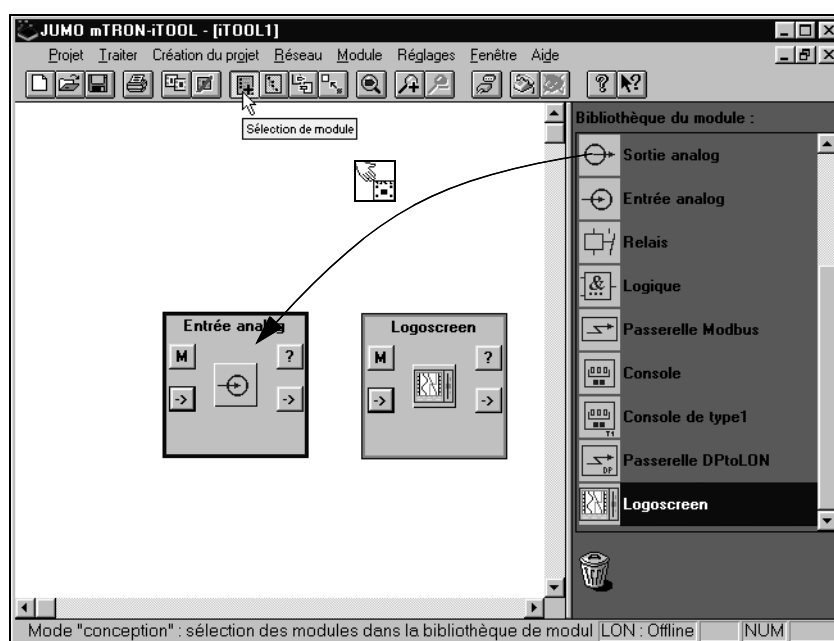 JUMO mTRON-iTOOL - [iTOOL1]
Projet Traiter Création du projet Réseau Module Réglages Fenêtre Aide
Sélection de module
Bibliothèque du module :
Sortie analog
Entrée analog
Relais
& Logique
Passerelle Modbus
Console
Console de type1
T1
Passerelle DPtoLON
DP
Logoscreen
Entrée analog
M ?
-> ->
Logoscreen
M ?
-> ->
Mode "conception" : sélection des modules dans la bibliothèque de modul LON : Offline NUM